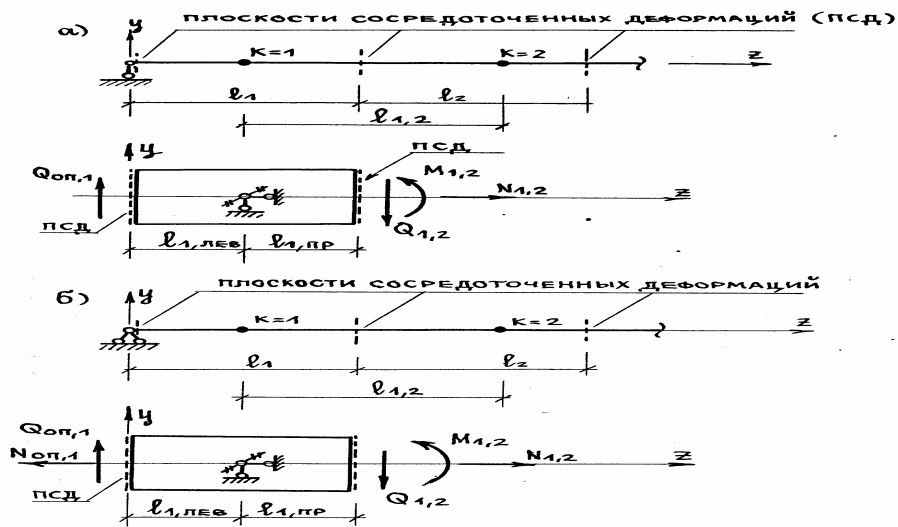 а) y ПЛОСКОСТИ СОСРЕДОТОЧЕННЫХ ДЕФОРМАЦИЙ (ПСД)
K=1 K=2 z
l1 l2
l1,2
y ПСД
Qоп,1 M1,2 N1,2 z
ПСД Q1,2
l1,ЛЕВ l1,ПР
б) y ПЛОСКОСТИ СОСРЕДОТОЧЕННЫХ ДЕФОРМАЦИЙ
K=1 K=2 z
l1 l2
l1,2
y
Qоп,1 M1,2
Nоп,1 N1,2 z
ПСД Q1,2
l1,ЛЕВ l1,ПР